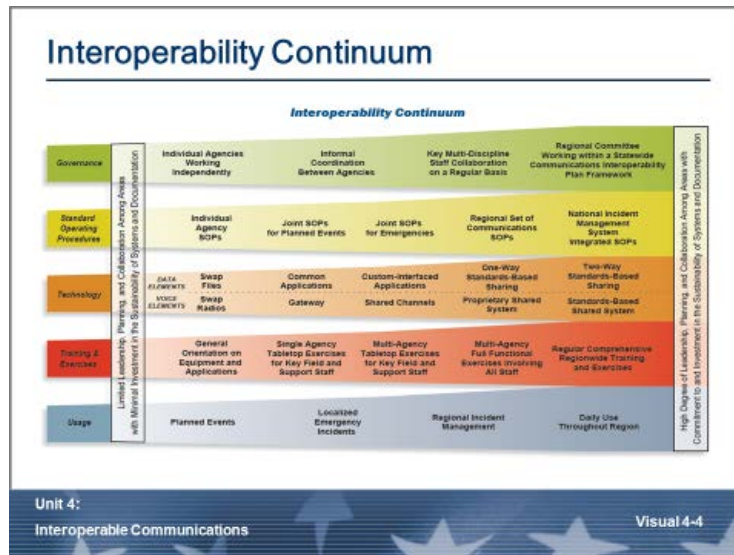 Interoperability Continuum
Interoperability Continuum
Limited Leadership, Planning, and Collaboration Among Areas
with Minimal Investment in the Sustainability of Systems and Documentation
Governance
Individual Agencies
Working
Independently
Informal
Coordination
Between Agencies
Key Multi-Discipline
Staff Collaboration
on a Regular Basis
Regional Committee
Working within a Statewide
Communications Interoperability
Plan Framework
Standard
Operating
Procedures
Individual
Agency
SOPs
Joint SOPs
for Planned Events
Joint SOPs
for Emergencies
Regional Set of
Communications
SOPs
National Incident
Management
System
Integrated SOPs
Technology
DATA
ELEMENTS
Swap
Files
Common
Applications
Custom-Interfaced
Applications
One-Way
Standards-Based
Sharing
Two-Way
Standards-Based
Sharing
VOICE
ELEMENTS
Swap
Radios
Gateway
Shared Channels
Proprietary Shared
System
Standards-Based
Shared System
Training &
Exercises
General
Orientation on
Equipment and
Applications
Single Agency
Tabletop Exercises
for Key Field and
Support Staff
Multi-Agency
Tabletop Exercises
for Key Field and
Support Staff
Multi-Agency
Full Functional
Exercises Involving
All Staff
Regular Comprehensive
Regionwide Training
and Exercises
Usage
Planned Events
Localized
Emergency
Incidents
Regional Incident
Management
Daily Use
Throughout Region
High Degree of Leadership, Planning, and Collaboration Among Areas with
Commitment to and Investment in the Sustainability of Systems and Documentation
Unit 4:
Interoperable Communications
Visual 4-4